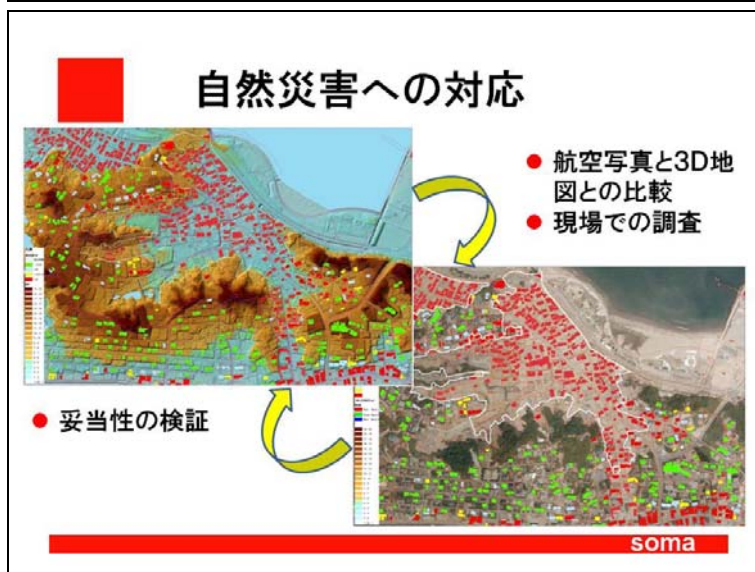 自然災害への対応
● 航空写真と3D地
図との比較
● 現場での調査
● 妥当性の検証
soma